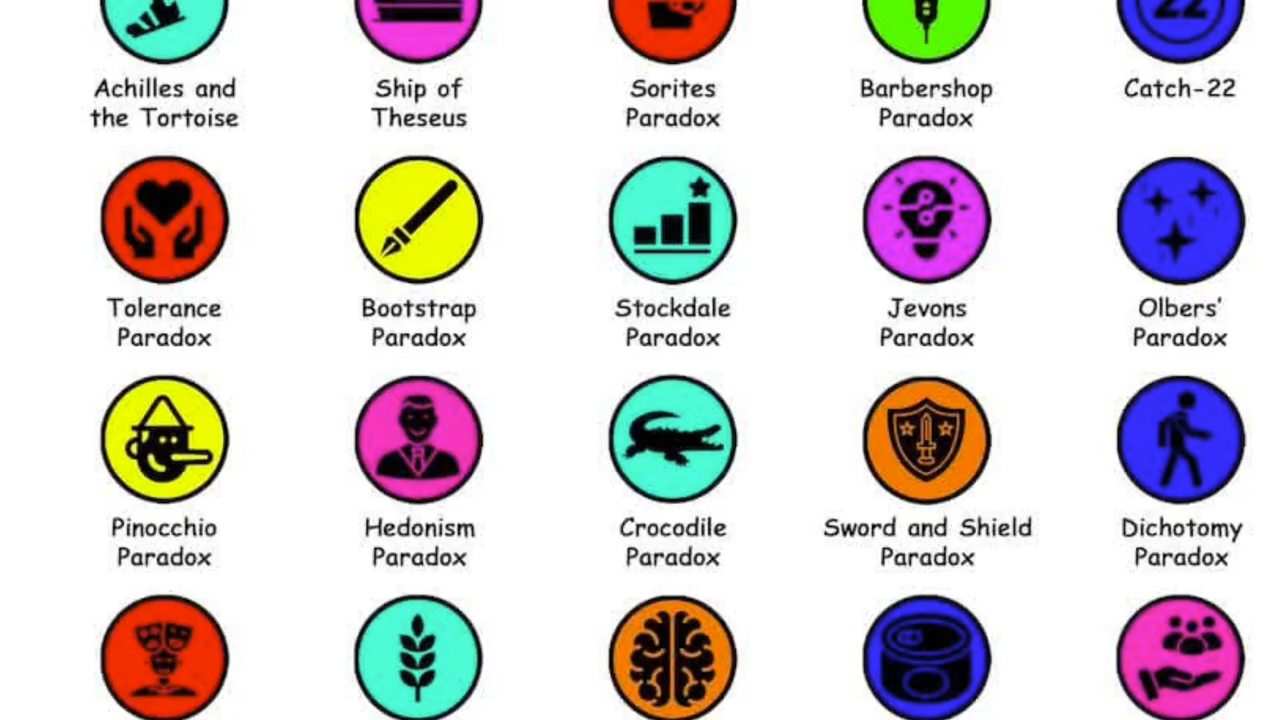 22
Achilles and
the Tortoise
Ship of
Theseus
Sorites
Paradox
Barbershop
Paradox
Catch-22
Tolerance
Paradox
Bootstrap
Paradox
Stockdale
Paradox
Jevons
Paradox
Olbers’
Paradox
Pinocchio
Paradox
Hedonism
Paradox
Crocodile
Paradox
Sword and Shield
Paradox
Dichotomy
Paradox